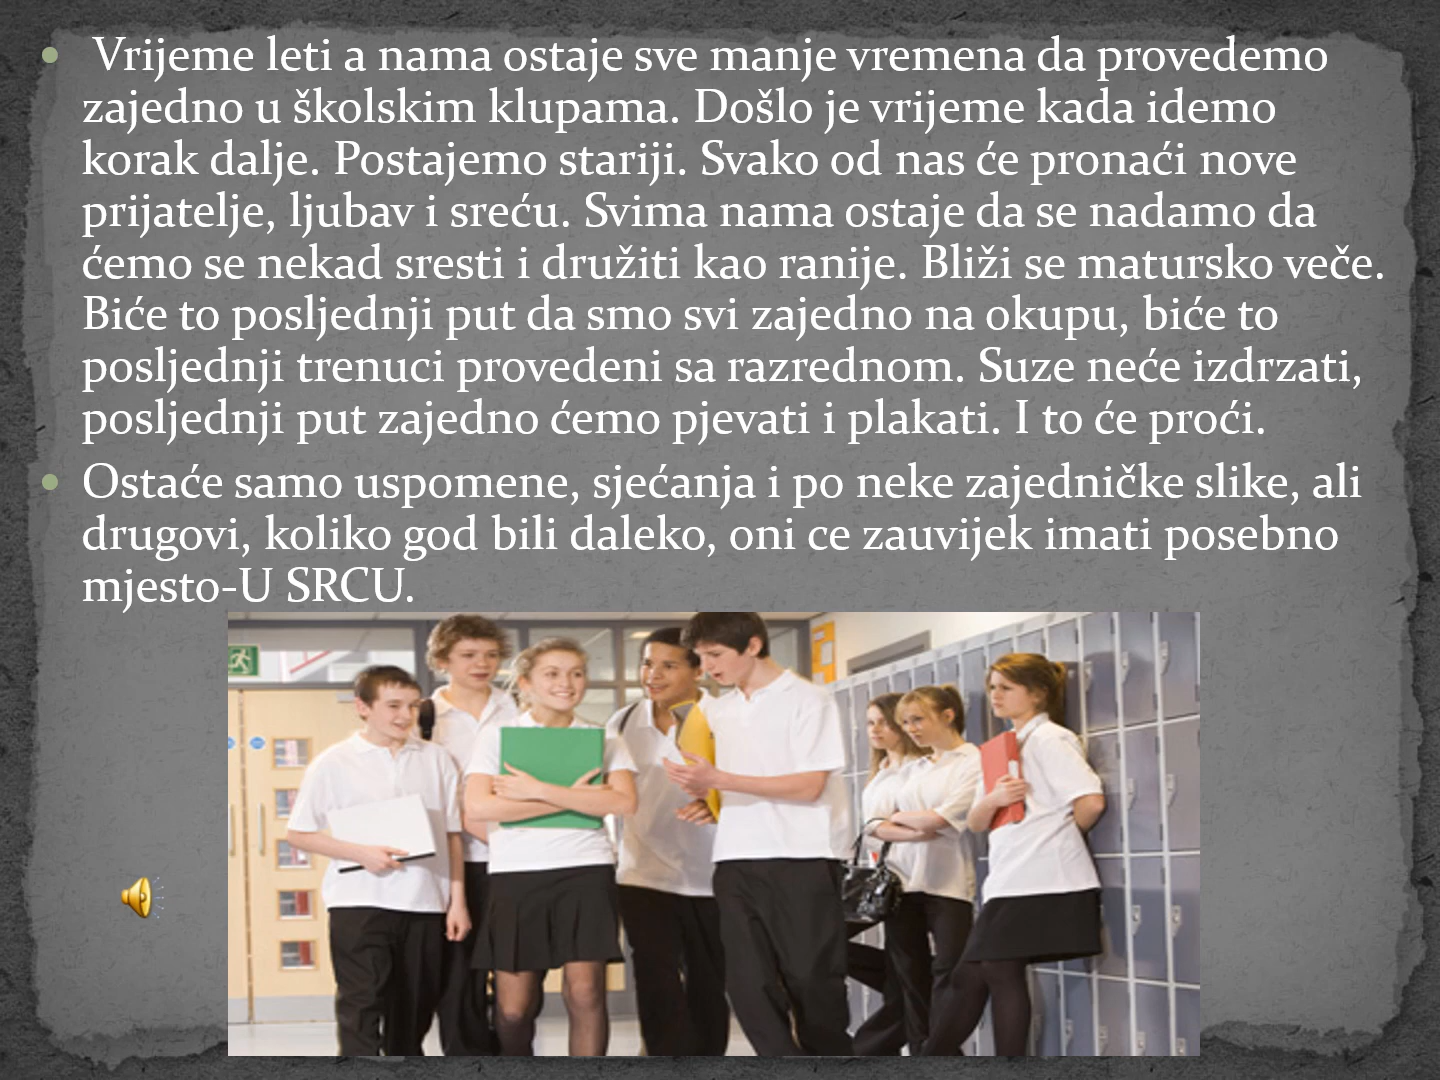 Vrijeme leti a nama ostaje sve manje vremena da provedemo
zajedno u školskim klupama. Došlo je vrijeme kada idemo
korak dalje. Postajemo stariji. Svako od nas će pronaći nove
prijatelje, ljubav i sreću. Svima nama ostaje da se nadamo da
ćemo se nekad sresti i družiti kao ranije. Bliži se matursko veče.
Biće to posljednji put da smo svi zajedno na okupu, biće to
posljednji trenuci provedeni sa razrednom. Suze neće izdrzati,
posljednji put zajedno ćemo pjevati i plakati. I to će proći.
Ostaće samo uspomene, sjećanja i po neke zajedničke slike, ali
drugovi, koliko god bili daleko, oni ce zauvijek imati posebno
mjesto-U SRCU.